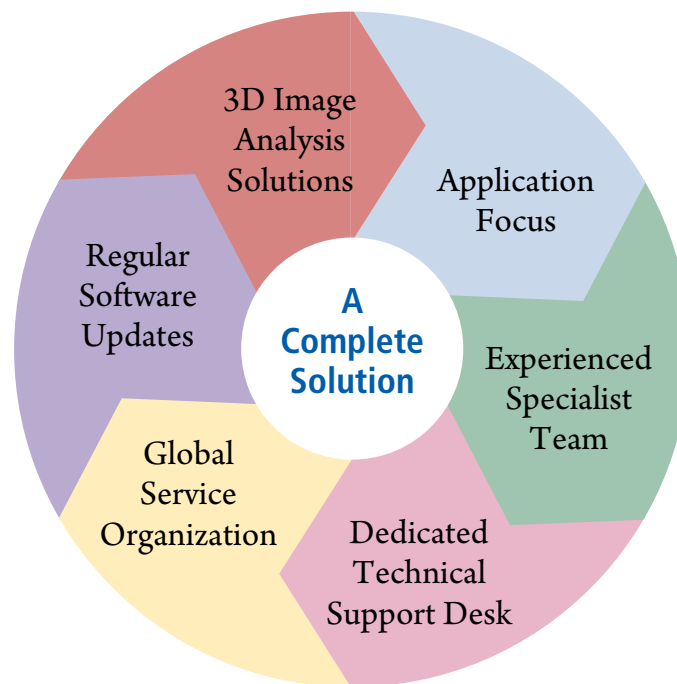 3D Image
Analysis
Solutions
Application
Focus
Experienced
Specialist
Team
Dedicated
Technical
Support Desk
Global
Service
Organization
Regular
Software
Updates
A
Complete
Solution